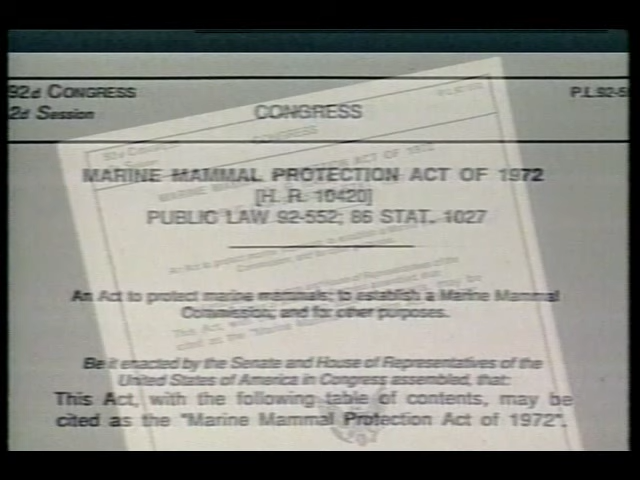 92d CONGRESS
2d Session
CONGRESS
P.L.92-5
MARINE MAMMAL PROTECTION ACT OF 1972
[H. R. 10420]
PUBLIC LAW 92-552; 86 STAT. 1027
An Act to protect marine mammals; to establish a Marine Mammal
Commission, and for other purposes.
Be it enacted by the Senate and House of Representatives of the
United States of America in Congress assembled, that:
This Act, with the following table of contents, may be
cited as the "Marine Mammal Protection Act of 1972".